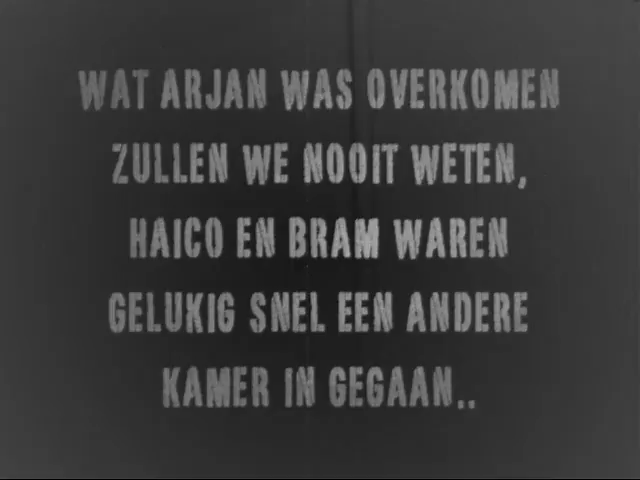 WAT ARJAN WAS OVERKOMEN
ZULLEN WE NOOIT WETEN,
HAICO EN BRAM WAREN
GELUKIG SNEL EEN ANDERE
KAMER IN GEGAAN..